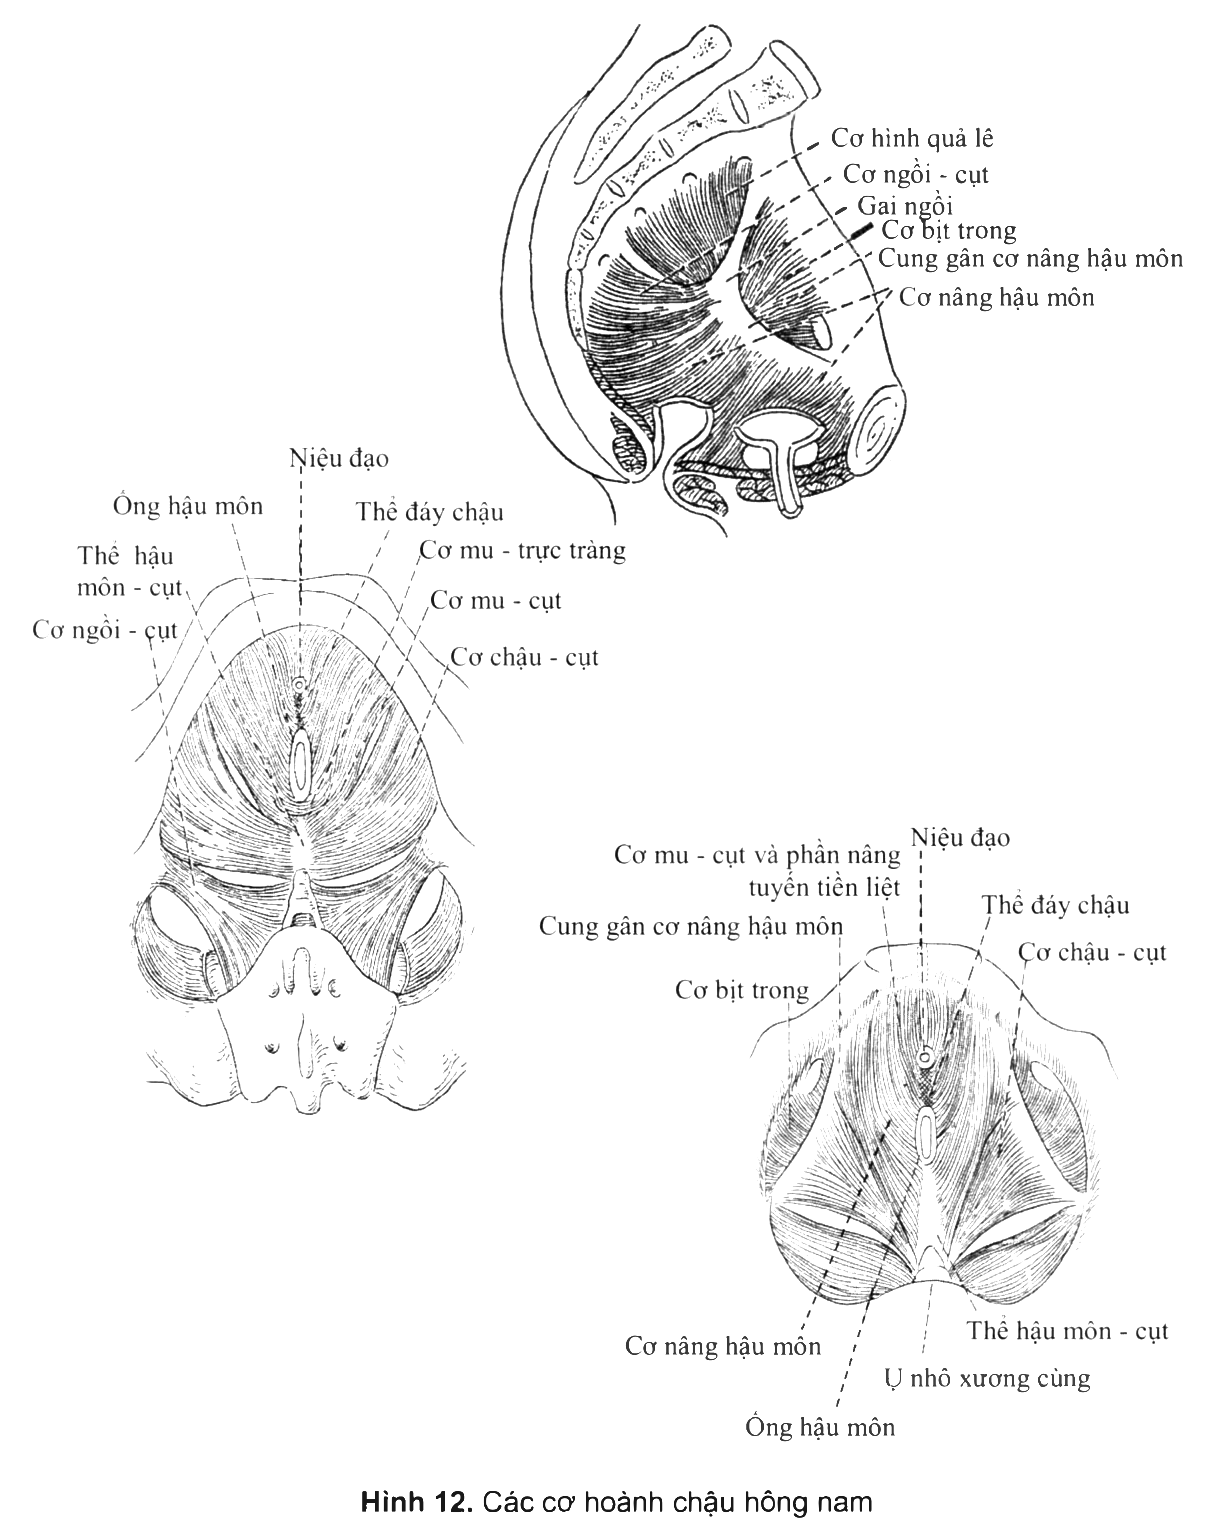 Cơ hình quả lê
Cơ ngồi - cụt
Gai ngồi
Cơ bịt trong
Cung gân cơ nâng hậu môn
Cơ nâng hậu môn
Niệu đạo
Ống hậu môn
Thể đáy chậu
Thể hậu
môn - cụt
Cơ mu - trực tràng
Cơ mu - cụt
Cơ ngồi - cụt
Cơ chậu - cụt
Niệu đạo
Cơ mu - cụt và phần nâng
tuyến tiền liệt
Thể đáy chậu
Cung gân cơ nâng hậu môn
Cơ chậu - cụt
Cơ bịt trong
Thể hậu môn - cụt
Cơ nâng hậu môn
Ụ nhô xương cùng
Ống hậu môn
Hình 12. Các cơ hoành chậu hông nam